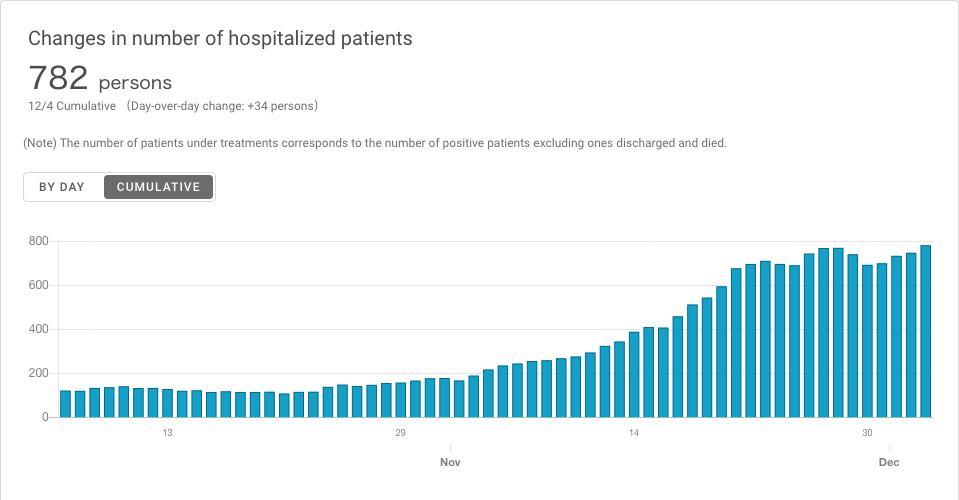 Changes in number of hospitalized patients
782 persons
12/4 Cumulative （Day-over-day change: +34 persons）
(Note) The number of patients under treatments corresponds to the number of positive patients excluding ones discharged and died.
BY DAY CUMULATIVE
800
600
400
200
0
13 29 14 30
Nov Dec